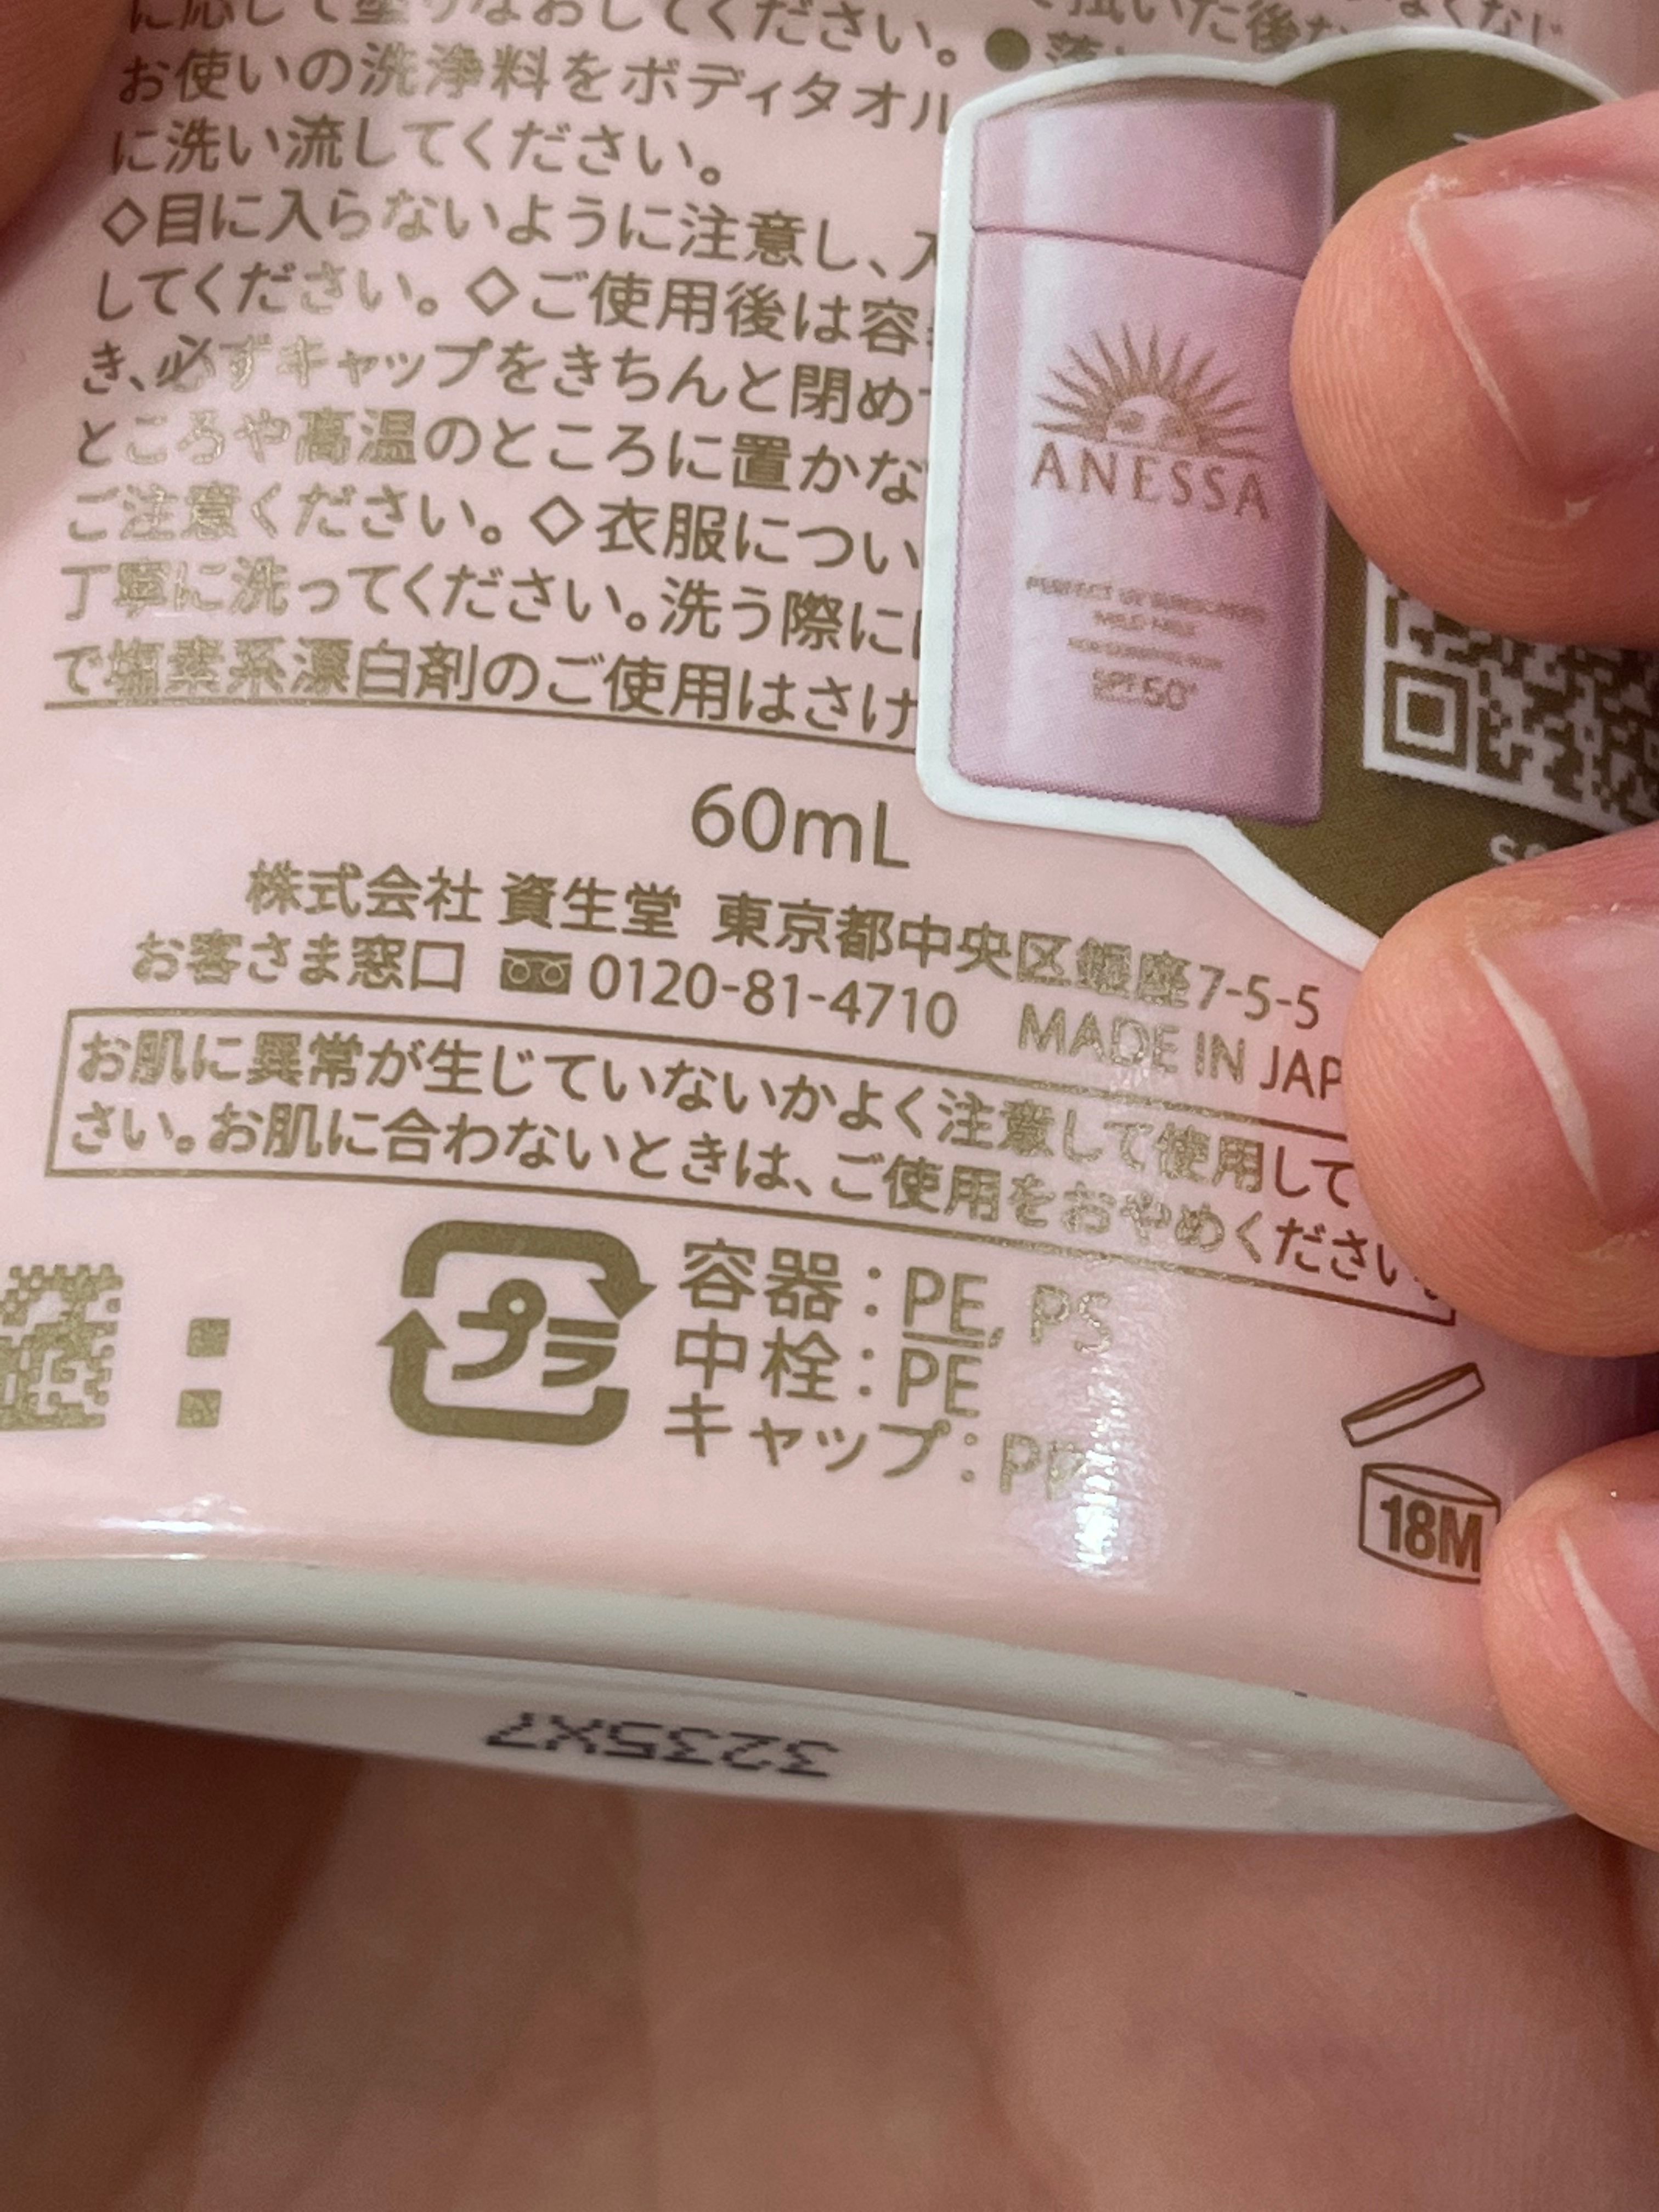 に応じて塗りなおしてください。●落
お使いの洗浄料をボディタオル
に洗い流してください。
◇目に入らないように注意し、入
してください。◇ご使用後は容
き、必ずキャップをきちんと閉め
ところや高温のところに置かな
ご注意ください。◇衣服につい
丁寧に洗ってください。洗う際に
で塩素系漂白剤のご使用はさけ
ANESSA
PERFECT UV SUNSCREEN
MILD MILK
FOR SENSITIVE SKIN
SPF50+
60mL
株式会社 資生堂 東京都中央区銀座7-5-5
お客さま窓口 0120-81-4710 MADE IN JAP
お肌に異常が生じていないかよく注意して使用して
さい。お肌に合わないときは、ご使用をおやめください。
プラ
容器：PE, PS
中栓：PE
キャップ：PP
18M
3235X7